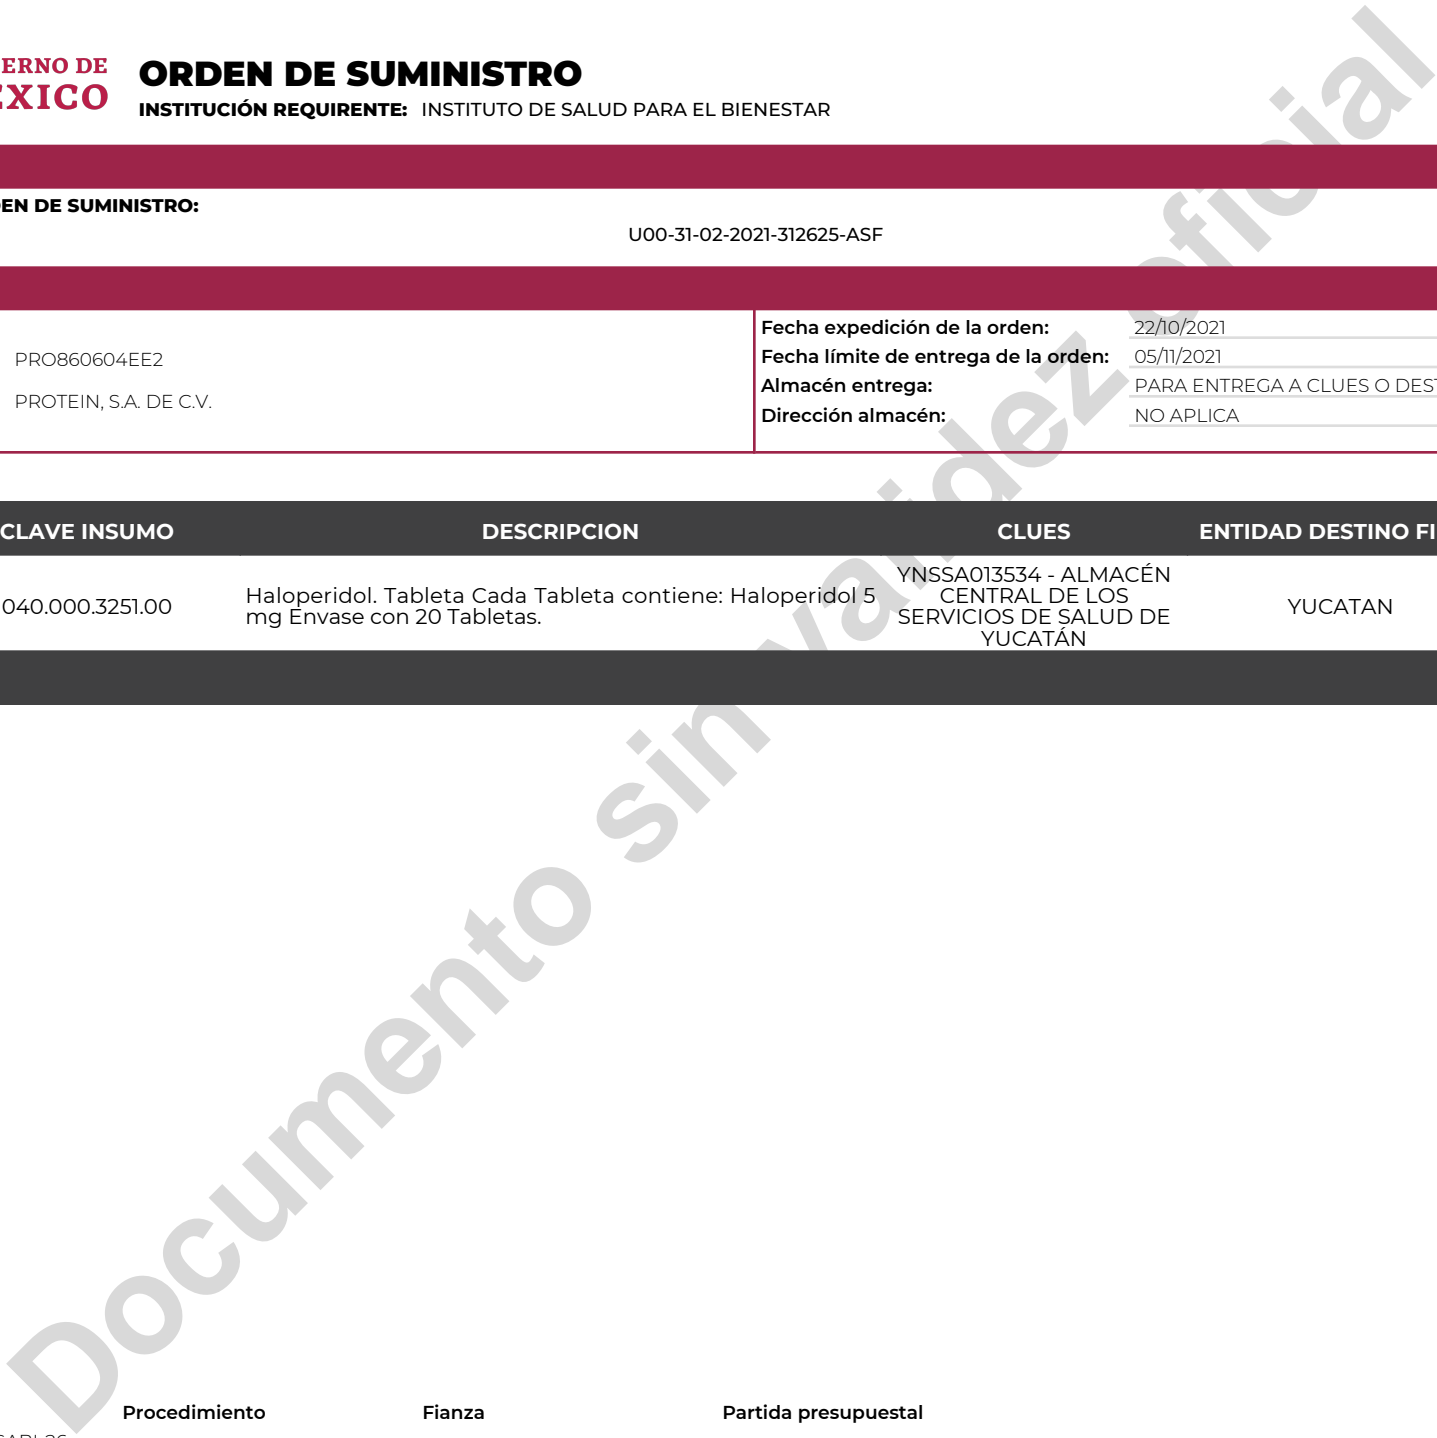 ERNO DE
ÉXICO
ORDEN DE SUMINISTRO
INSTITUCIÓN REQUIRENTE: INSTITUTO DE SALUD PARA EL BIENESTAR
EN DE SUMINISTRO:
U00-31-02-2021-312625-ASF
PRO860604EE2
PROTEIN, S.A. DE C.V.
Fecha expedición de la orden: 22/10/2021
Fecha límite de entrega de la orden: 05/11/2021
Almacén entrega: PARA ENTREGA A CLUES O DEST
Dirección almacén: NO APLICA
CLAVE INSUMO DESCRIPCION CLUES ENTIDAD DESTINO FI
040.000.3251.00
Haloperidol. Tableta Cada Tableta contiene: Haloperidol 5
mg Envase con 20 Tabletas.
YNSSA013534 - ALMACÉN
CENTRAL DE LOS
SERVICIOS DE SALUD DE
YUCATÁN
YUCATAN
Documento sin validez oficial
Procedimiento Fianza Partida presupuestal